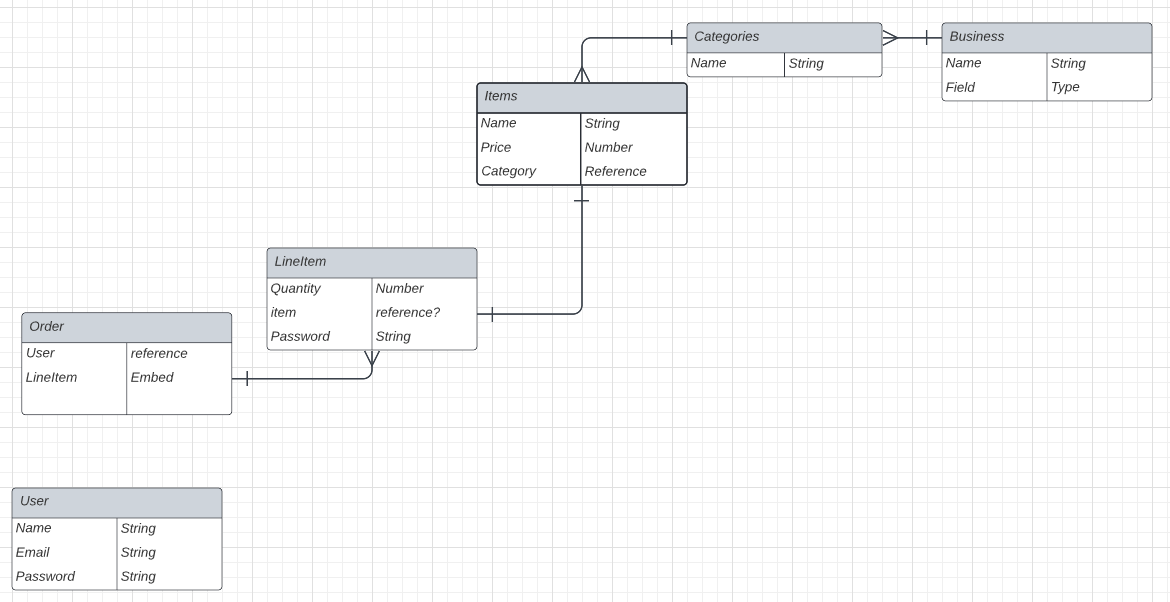 Categories
Name String
Business
Name String
Field Type
Items
Name String
Price Number
Category Reference
LineItem
Quantity Number
item reference?
Password String
Order
User reference
LineItem Embed
User
Name String
Email String
Password String